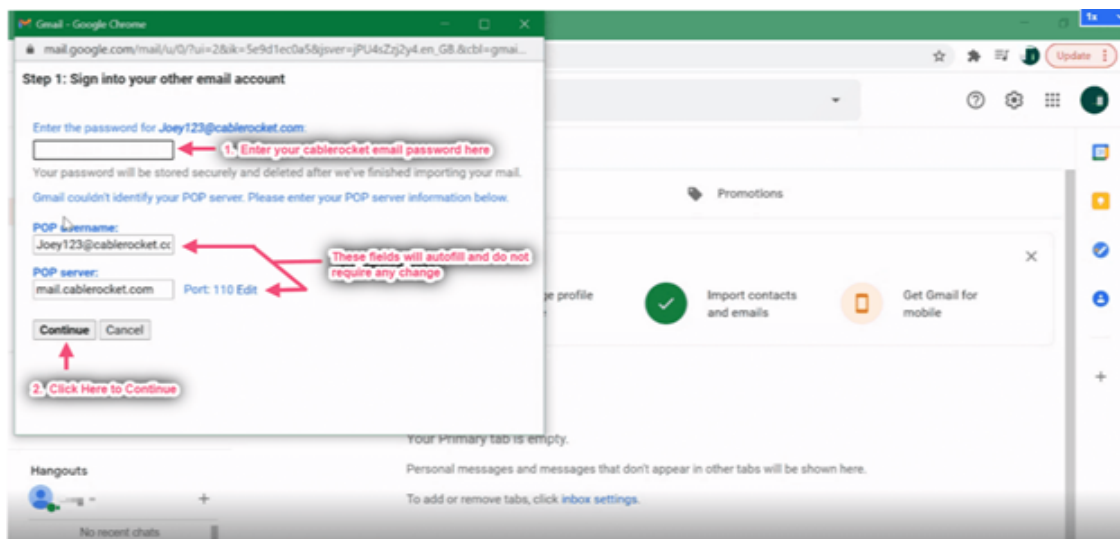 Gmail - Google Chrome
1x
mail.google.com/mail/u/0/?ui=2&ik=5e9d1ec0a5&jsver=jPU4sZzj2y4.en_GB.&cbl=gmai...
Update
Step 1: Sign into your other email account
Enter the password for Joey123@cablerocket.com:
1. Enter your cablerocket email password here
Your password will be stored securely and deleted after we've finished importing your mail.
Gmail couldn't identify your POP server. Please enter your POP server information below.
POP username:
Joey123@cablerocket.cc
These fields will autofill and do not
require any change
POP server:
mail.cablerocket.com
Port: 110 Edit
Continue
Cancel
2. Click Here to Continue
Promotions
profile
Import contacts
and emails
Get Gmail for
mobile
Your Primary tab is empty.
Personal messages and messages that don't appear in other tabs will be shown here.
To add or remove tabs, click inbox settings.
Hangouts
No recent chats